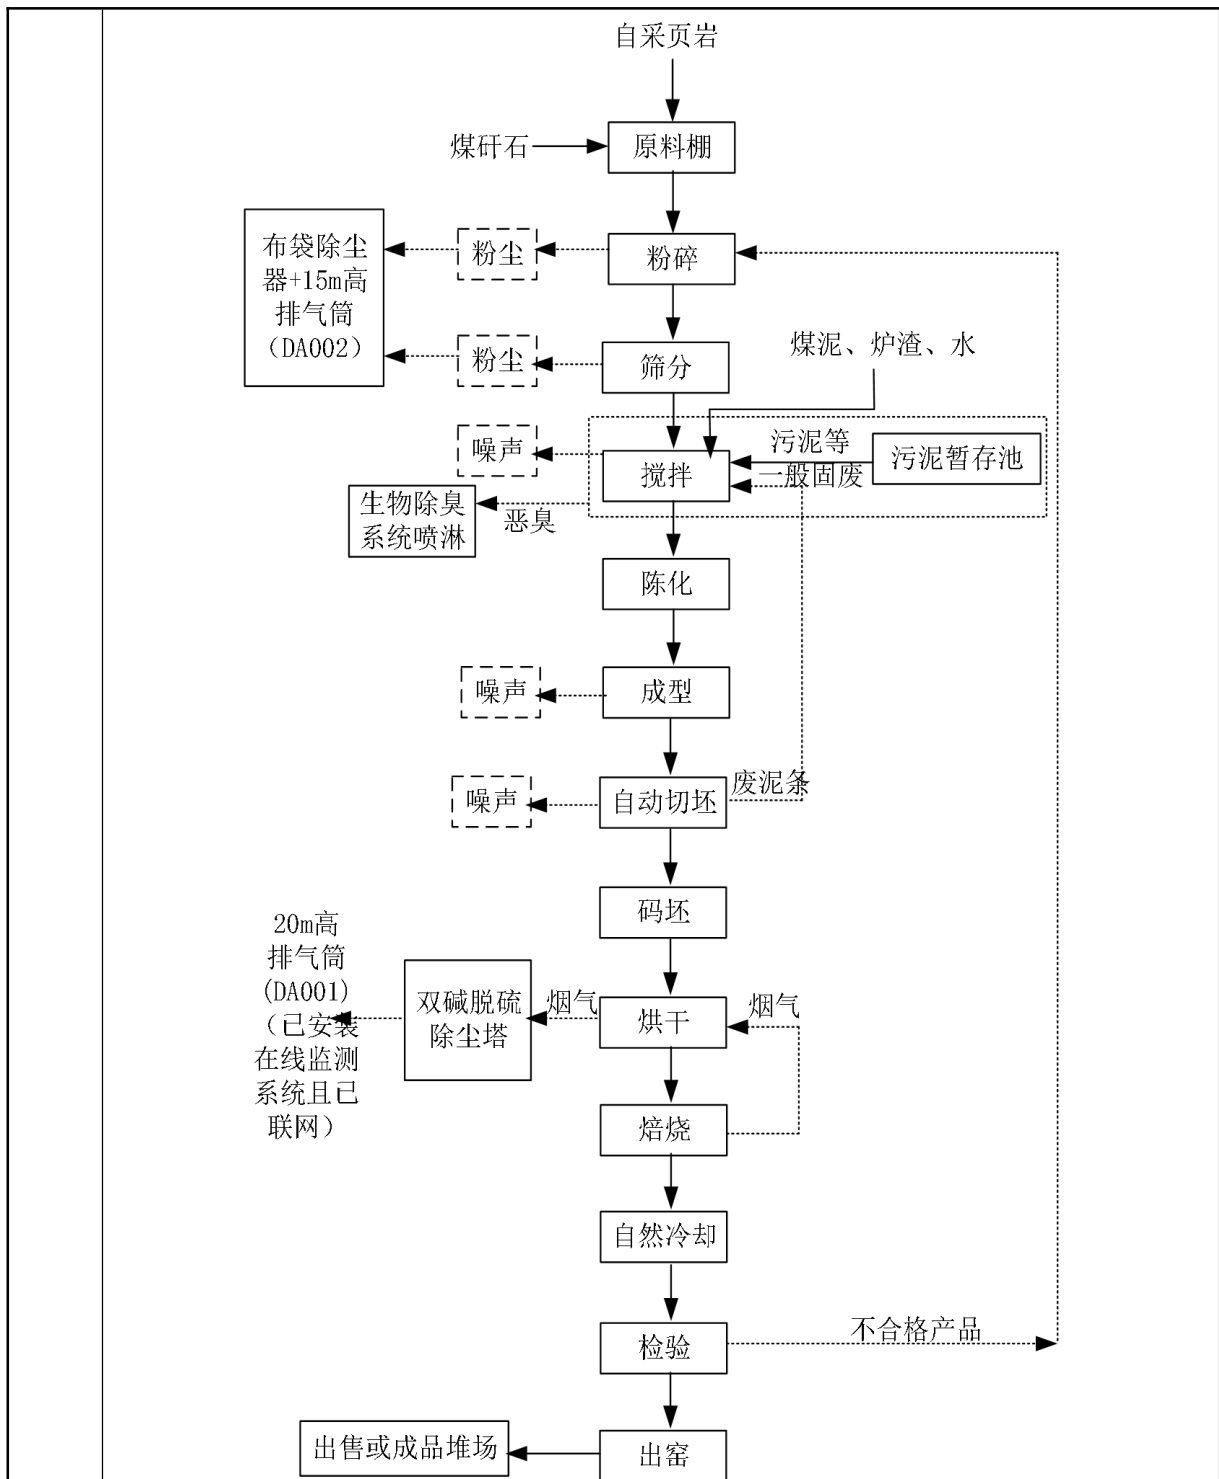 自采页岩
煤矸石
原料棚
布袋除尘
器+15m高
排气筒
（DA002）
粉尘
粉碎
粉尘
筛分
煤泥、炉渣、水
噪声
搅拌
污泥等
一般固废
污泥暂存池
生物除臭
系统喷淋
恶臭
陈化
噪声
成型
噪声
自动切坯
废泥条
码坯
20m高
排气筒
(DA001)
（已安装
在线监测
系统且已
联网）
双碱脱硫
除尘塔
烟气
烘干
烟气
焙烧
自然冷却
检验
不合格产品
出售或成品堆场
出窑